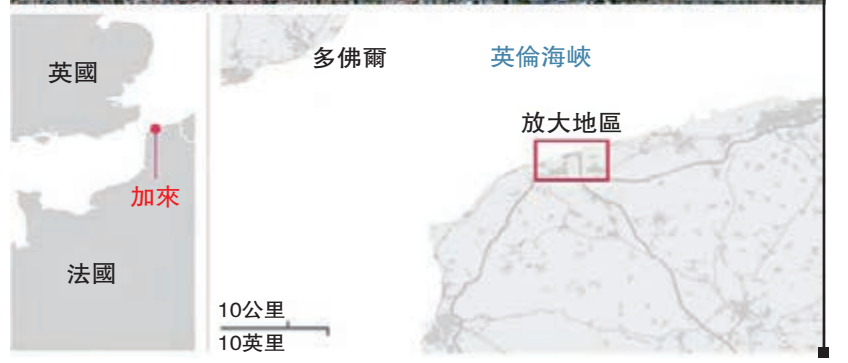 英國
加來
法國
多佛爾
英倫海峽
放大地區
10公里
10英里